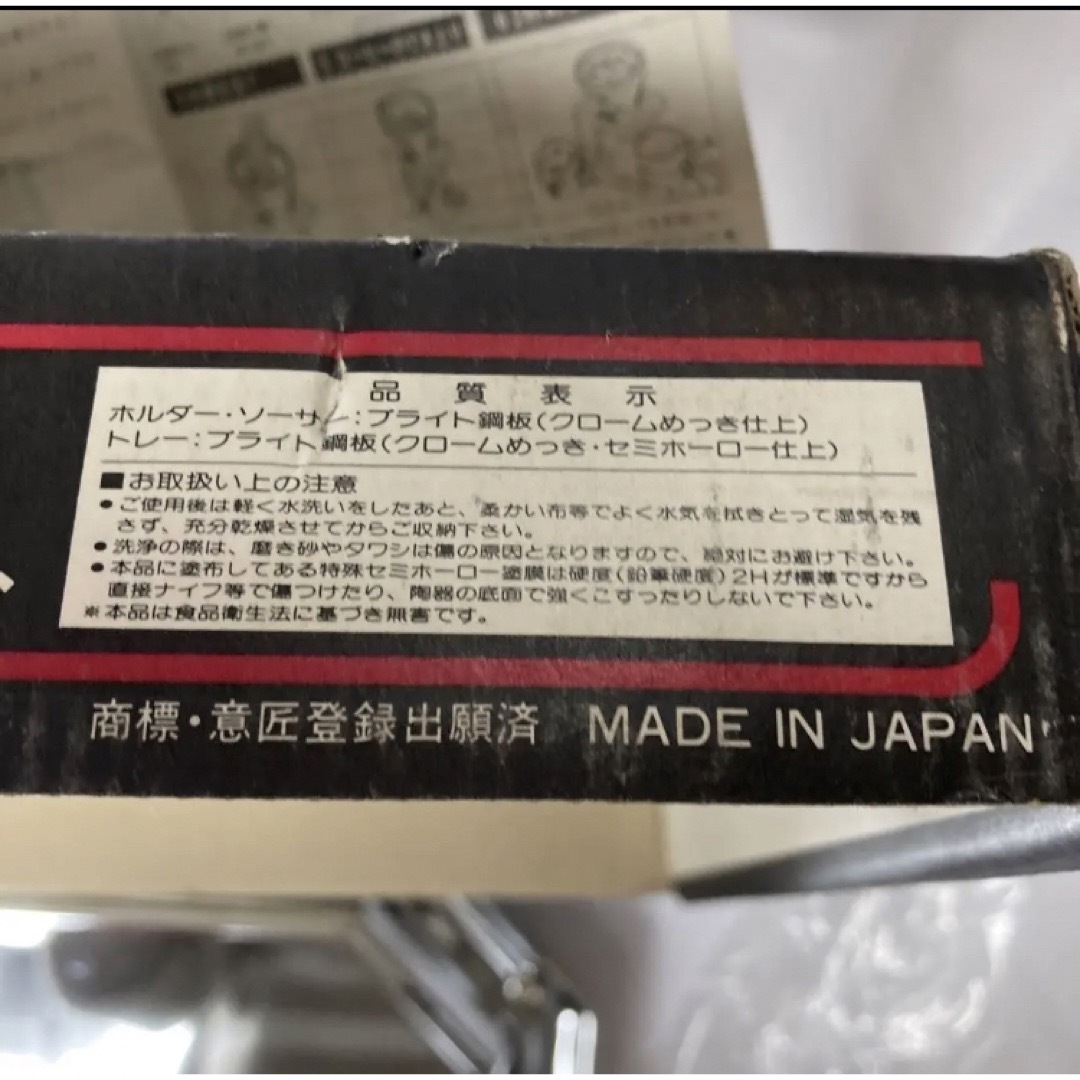 品質表示
ホルダー・ソーサー:ブライト鋼板(クロームめっき仕上)
トレー:ブライト鋼板(クロームめっき・セミホーロー仕上)
■お取扱い上の注意
●ご使用後は軽く水洗いをしたあと、柔かい布等でよく水気を拭きとって湿気を残
さず、充分乾燥させてからご収納下さい。
●洗浄の際は、磨き砂やタワシは傷の原因となりますので、絶対にお避け下さい。
●本品に塗布してある特殊セミホーロー塗膜は硬度(鉛筆硬度)2Hが標準ですから
直接ナイフ等で傷つけたり、陶器の底面で強くこすったりしないで下さい。
※本品は食品衛生法に基づき無害です。
商標・意匠登録出願済 MADE IN JAPAN